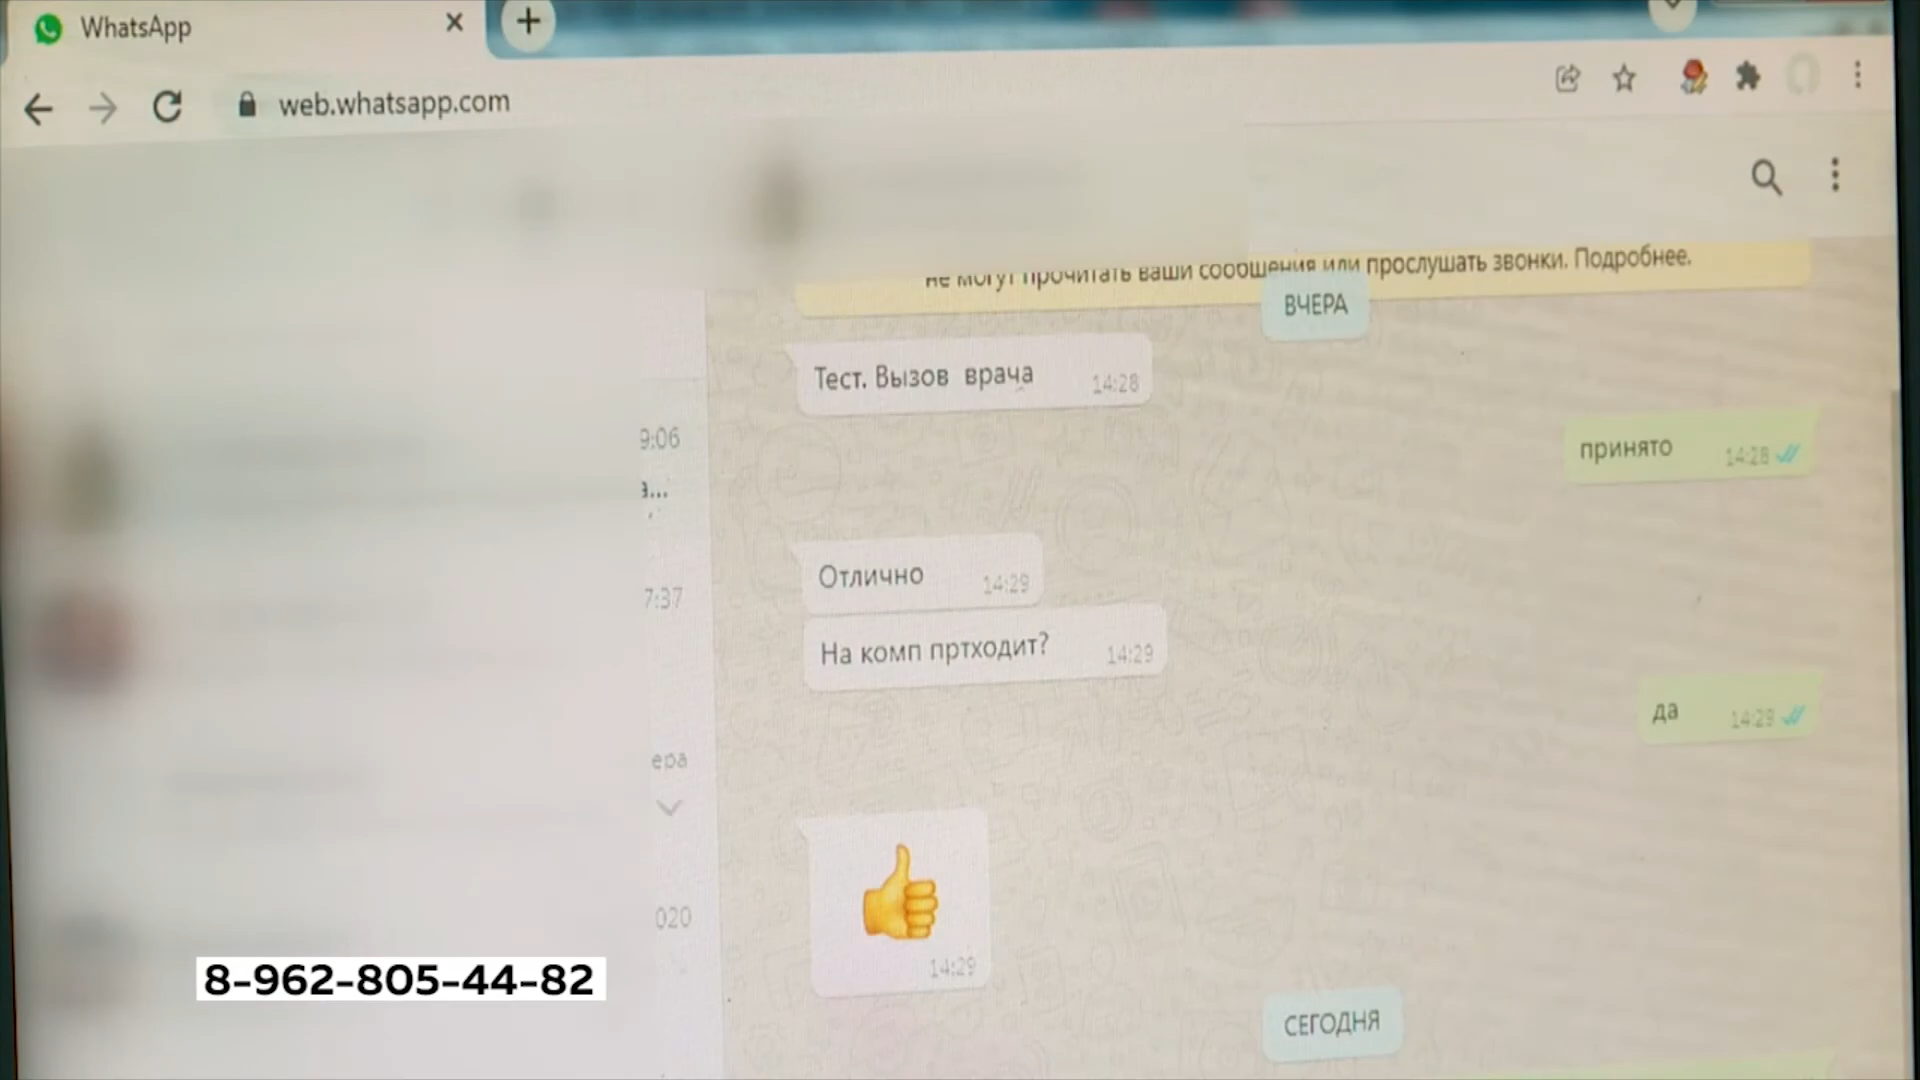 WhatsApp
web.whatsapp.com
не могут прочитать ваши сообщения или прослушать звонки. Подробнее.
ВЧЕРА
Тест. Вызов врача 14:28
принято 14:28
9:06
а...
Отлично 14:29
7:37
На комп пртходит? 14:29
да 14:29
ера
14:29
020
8-962-805-44-82
СЕГОДНЯ